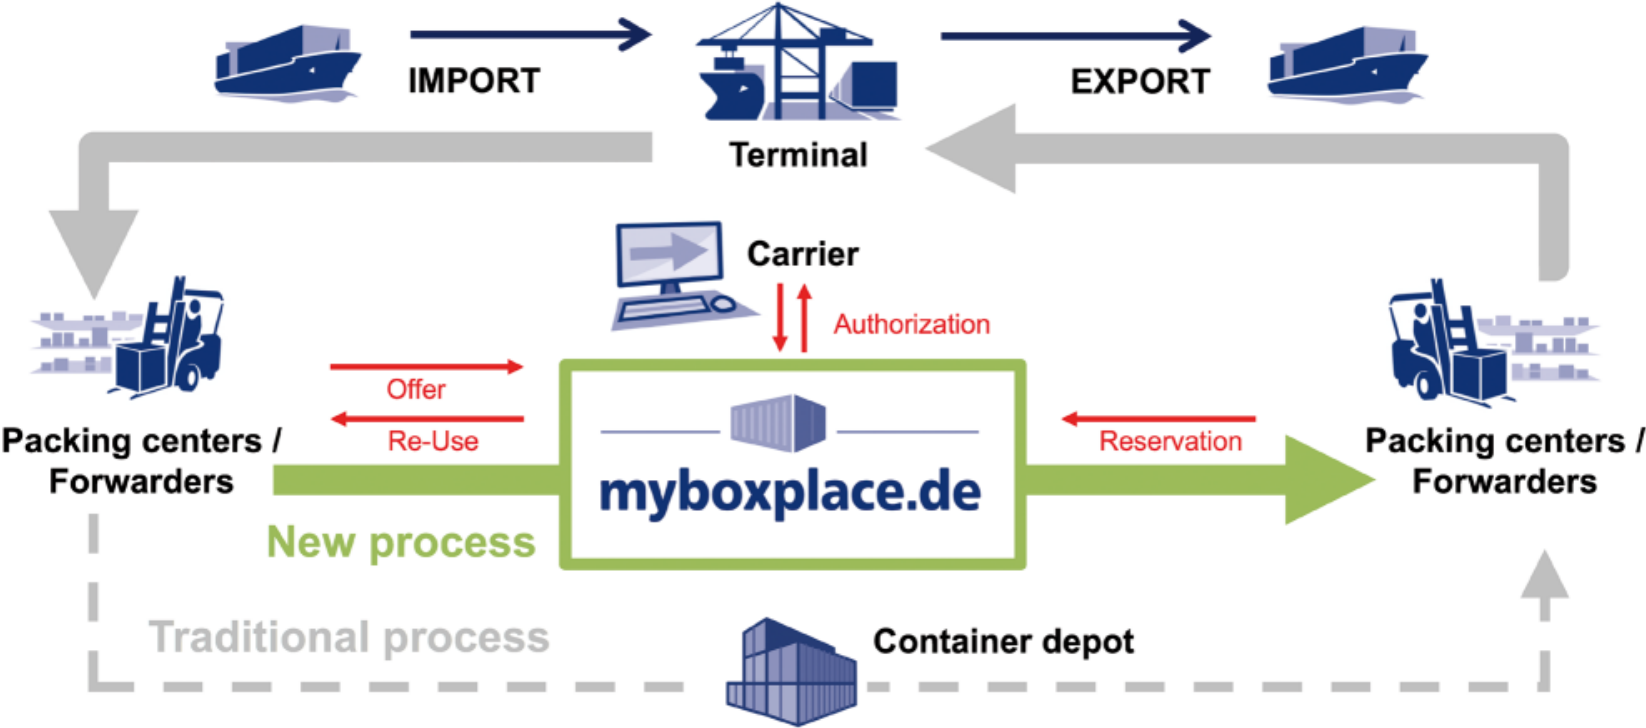 IMPORT
EXPORT
Terminal
Carrier
Authorization
Offer
Re-Use
Reservation
Packing centers /
Forwarders
Packing centers /
Forwarders
myboxplace.de
New process
Traditional process
Container depot